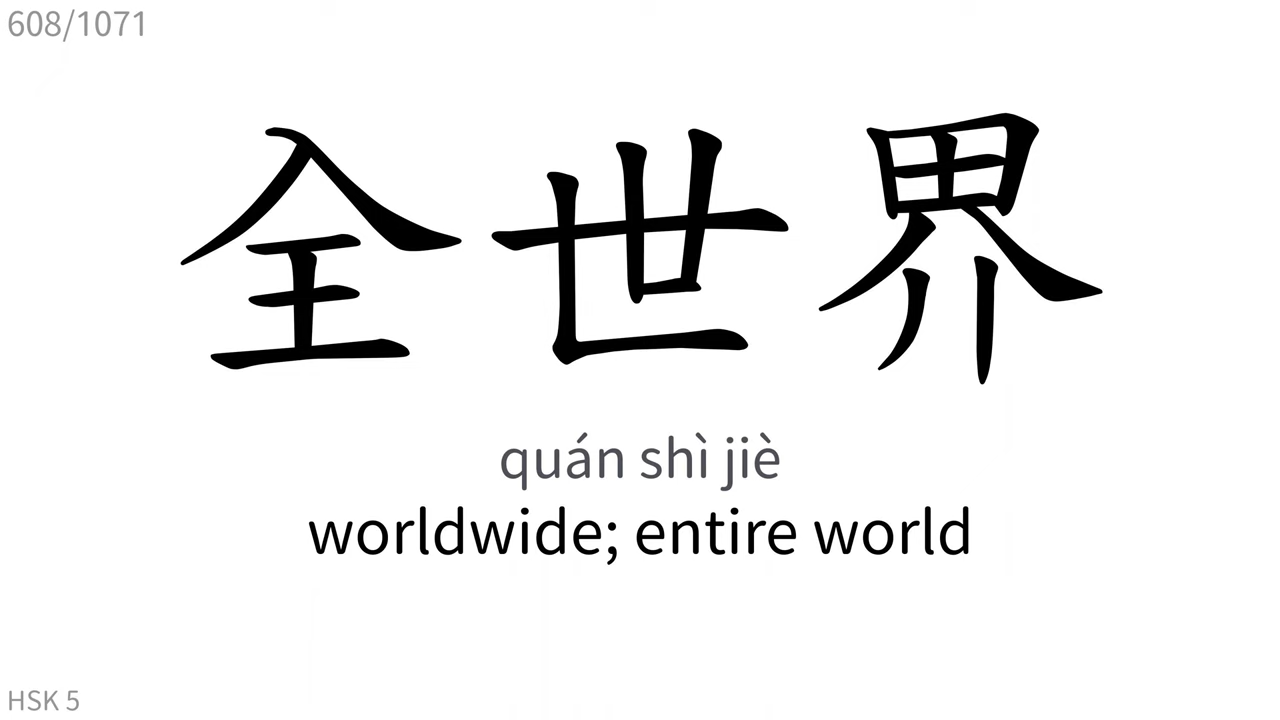 608/1071
全世界
quán shì jiè
worldwide; entire world
HSK 5